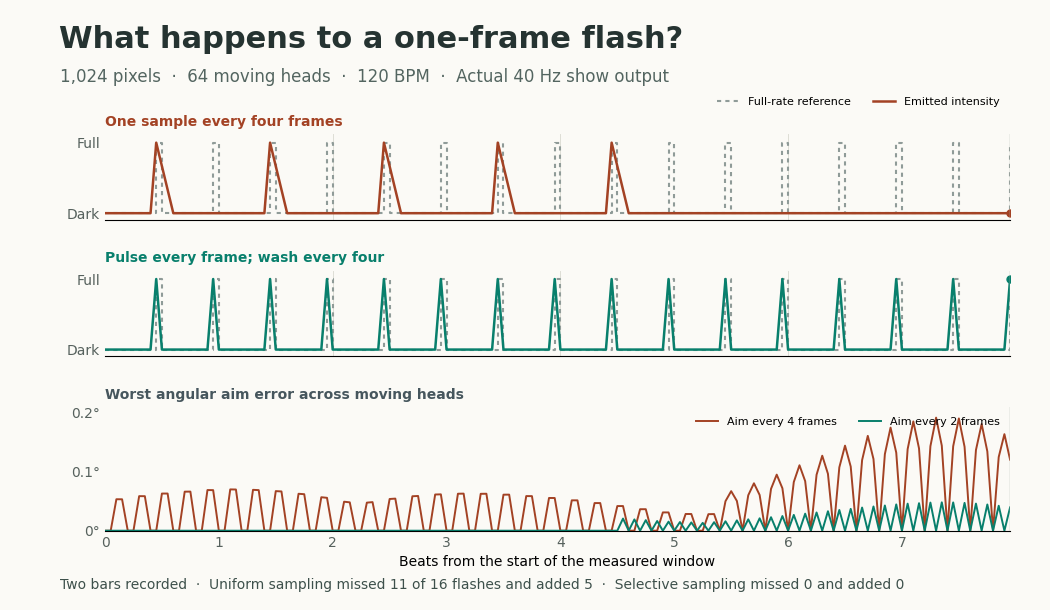 What happens to a one-frame flash?
1,024 pixels · 64 moving heads · 120 BPM · Actual 40 Hz show output
Full-rate reference
Emitted intensity
One sample every four frames
Full
Dark
Pulse every frame; wash every four
Full
Dark
Worst angular aim error across moving heads
0.2°
Aim every 4 frames
Aim every 2 frames
0.1°
0°
0 1 2 3 4 5 6 7
Beats from the start of the measured window
Two bars recorded · Uniform sampling missed 11 of 16 flashes and added 5 · Selective sampling missed 0 and added 0